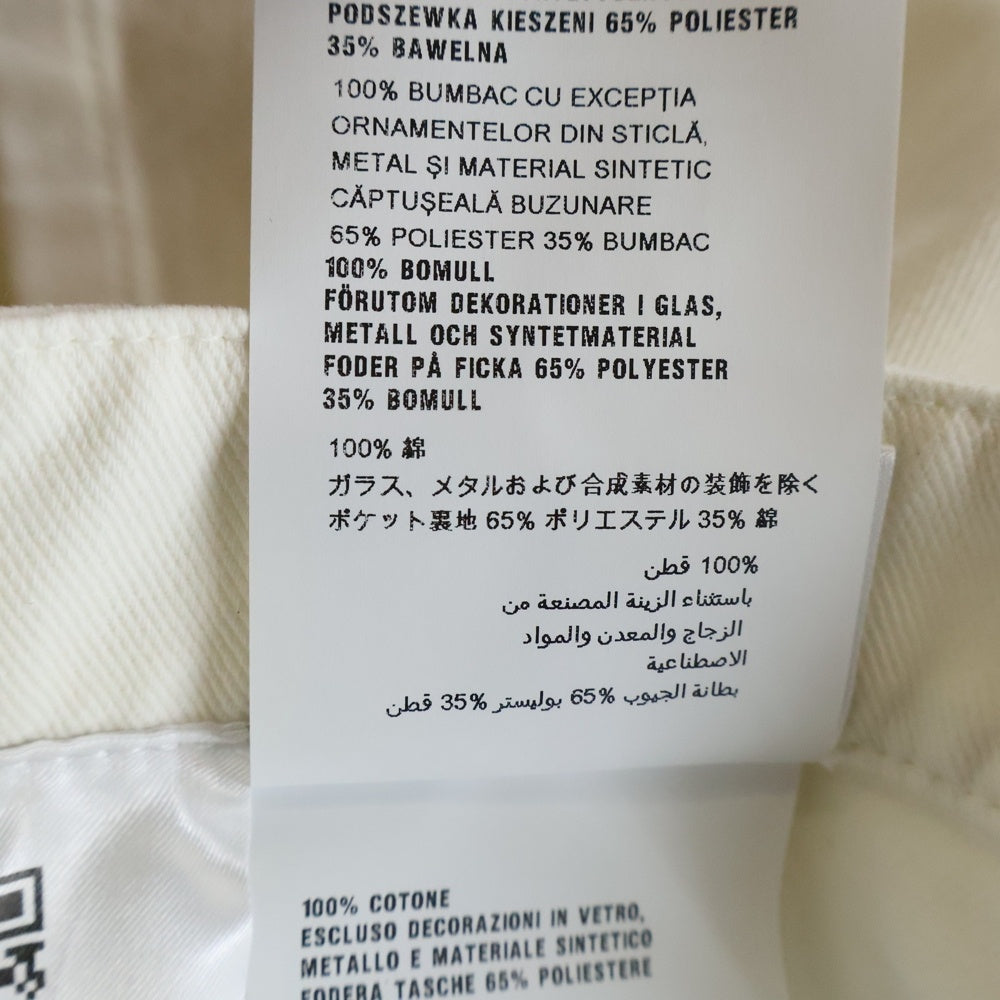 PODSZEWKA KIESZENI 65% POLIESTER
35% BAWELNA
100% BUMBAC CU EXCEPȚIA
ORNAMENTELOR DIN STICLĂ,
METAL ȘI MATERIAL SINTETIC
CĂPTUȘEALĂ BUZUNARE
65% POLIESTER 35% BUMBAC
100% BOMULL
FÖRUTOM DEKORATIONER I GLAS,
METALL OCH SYNTETMATERIAL
FODER PÅ FICKA 65% POLYESTER
35% BOMULL
100% 綿
ガラス、メタルおよび合成素材の装飾を除く
ポケット裏地 65% ポリエステル 35% 綿
100% قطن
باستثناء الزينة المصنعة من
الزجاج والمعدن والمواد
الاصطناعية
بطانة الجيوب 65% بوليستر 35% قطن
100% COTONE
ESCLUSO DECORAZIONI IN VETRO,
METALLO E MATERIALE SINTETICO
FODERA TASCHE 65% POLIESTERE